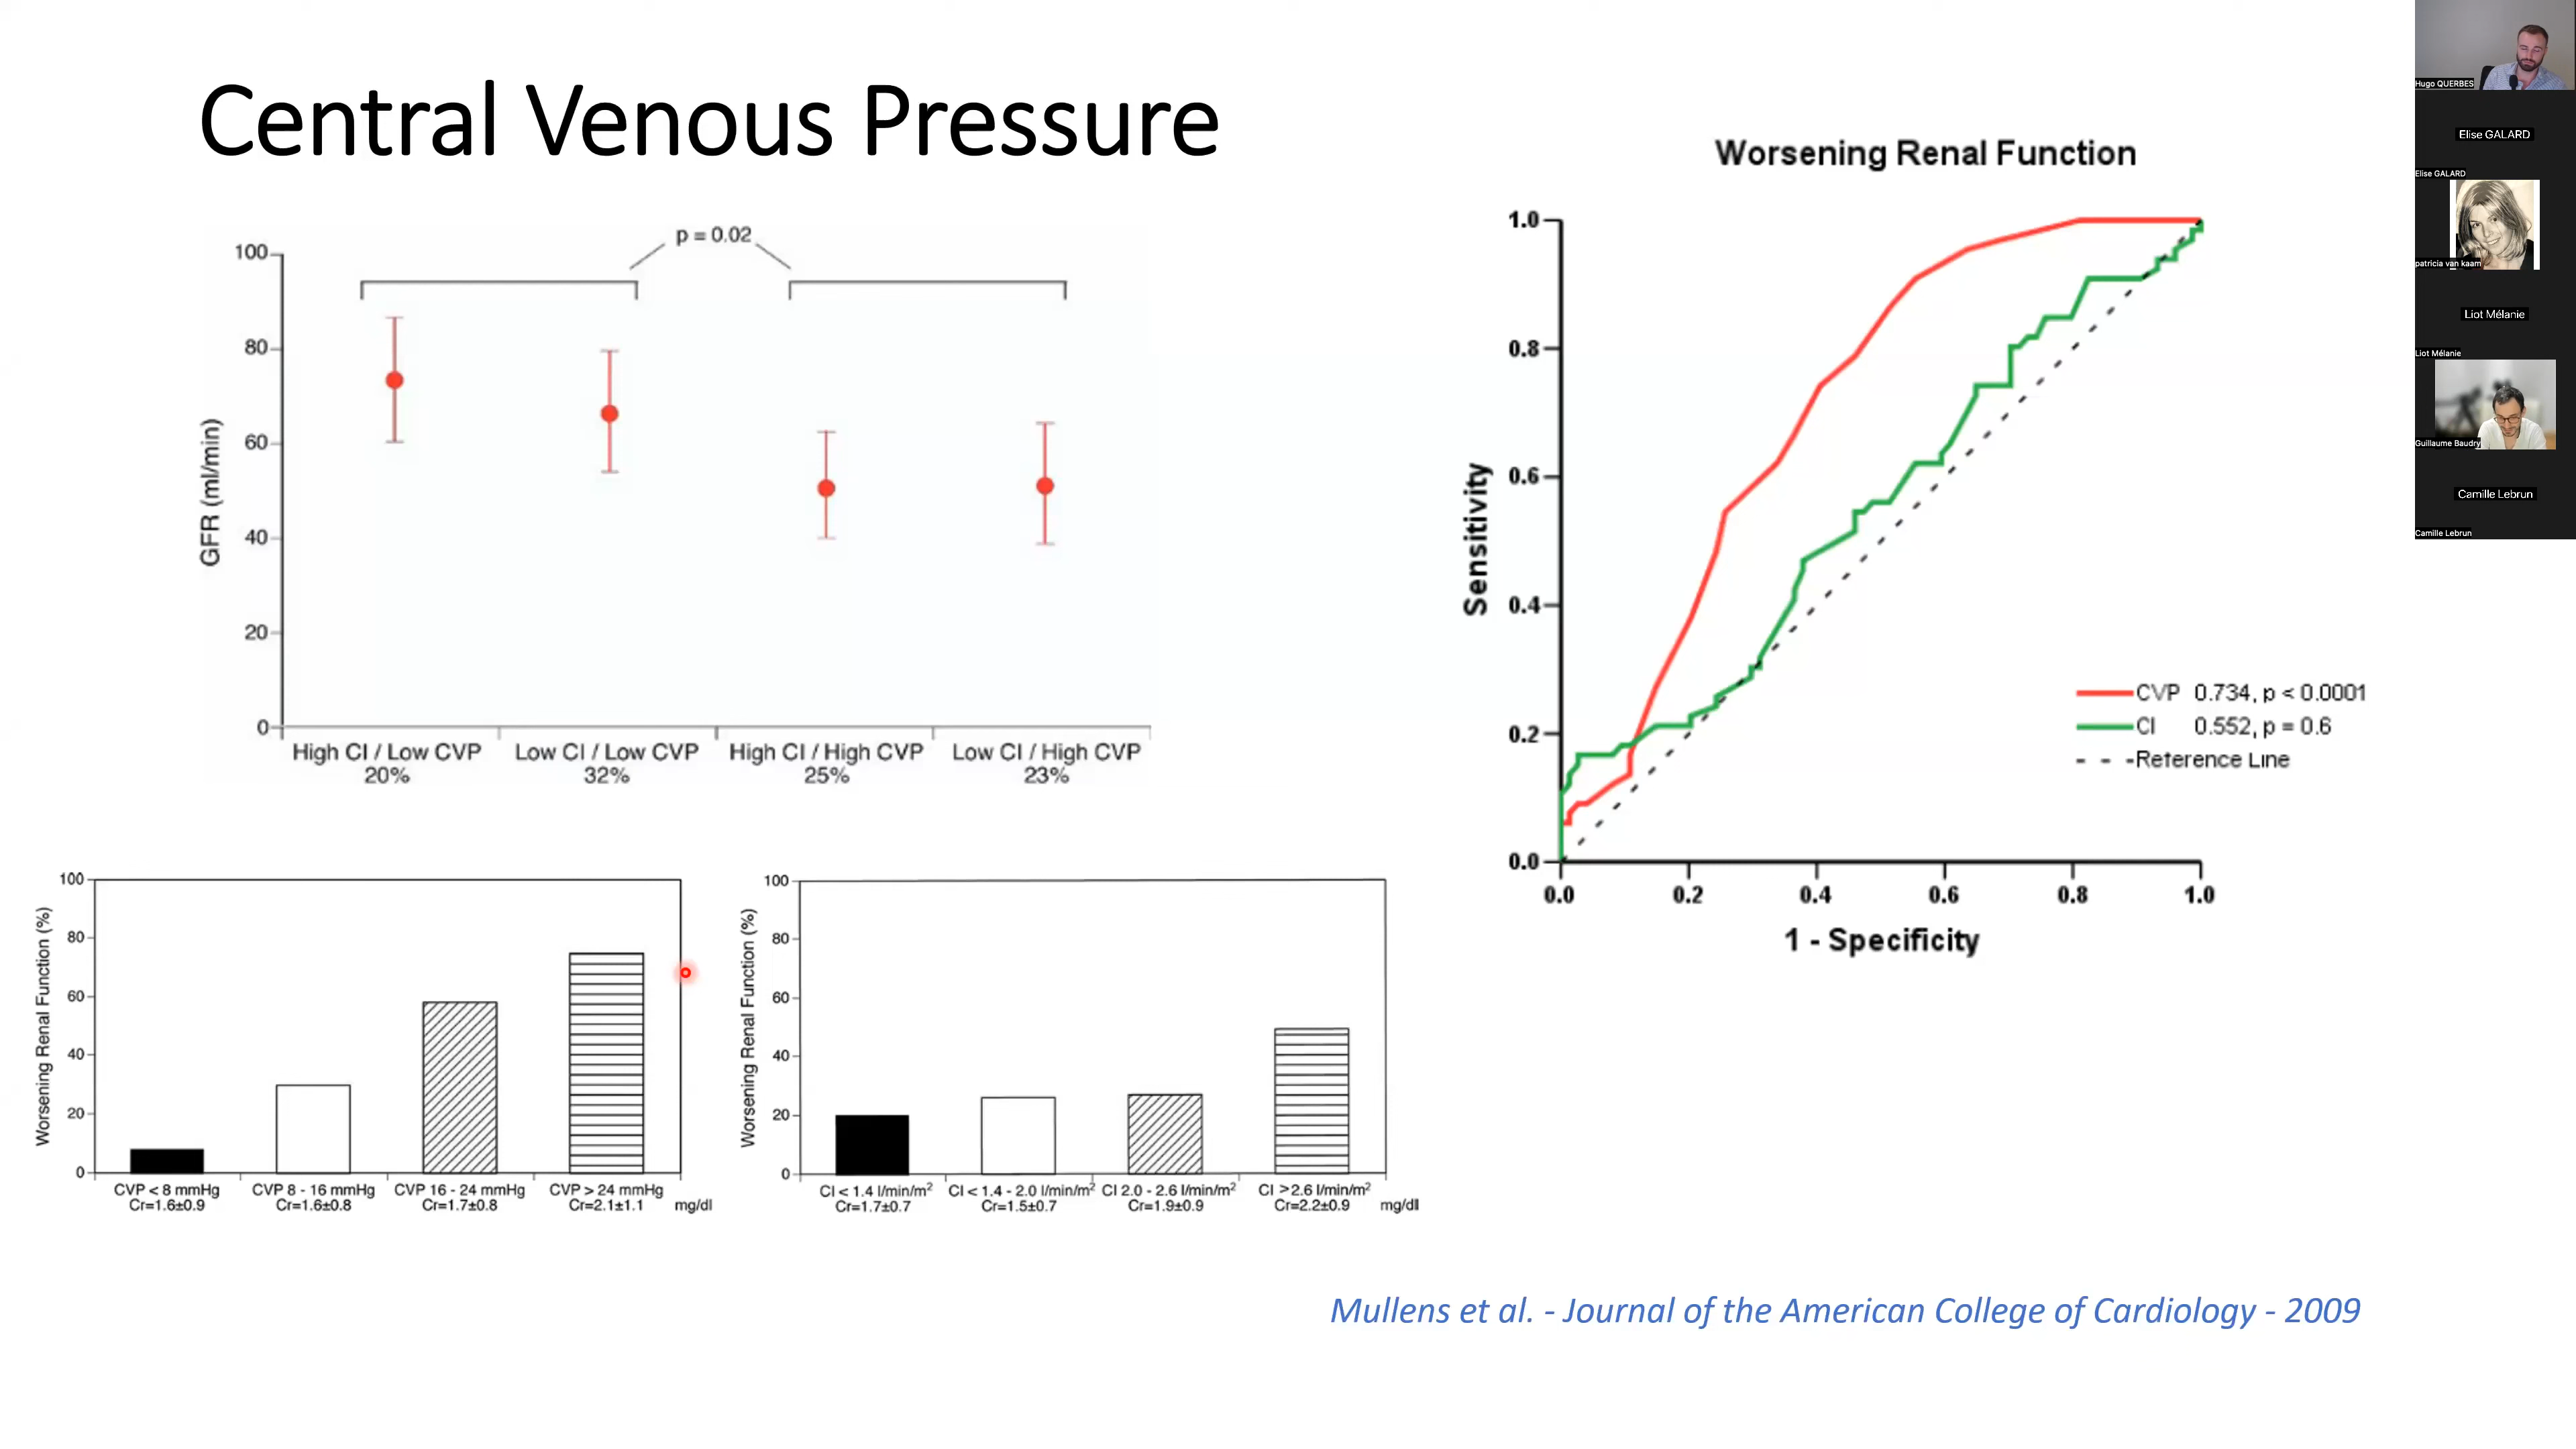 Central Venous Pressure
p = 0.02
100
80
60
40
20
0
GFR (ml/min)
High CI / Low CVP
20%
Low CI / Low CVP
32%
High CI / High CVP
25%
Low CI / High CVP
23%
Worsening Renal Function
1.0
0.8
0.6
0.4
0.2
0.0
Sensitivity
0.0 0.2 0.4 0.6 0.8 1.0
1 - Specificity
CVP 0.734, p < 0.0001
CI 0.552, p = 0.6
Reference Line
100
80
60
40
20
0
Worsening Renal Function (%)
CVP < 8 mmHg
Cr=1.6±0.9
CVP 8 - 16 mmHg
Cr=1.6±0.8
CVP 16 - 24 mmHg
Cr=1.7±0.8
CVP > 24 mmHg
Cr=2.1±1.1
mg/dl
100
80
60
40
20
0
Worsening Renal Function (%)
CI < 1.4 l/min/m²
Cr=1.7±0.7
CI < 1.4 - 2.0 l/min/m²
Cr=1.5±0.7
CI 2.0 - 2.6 l/min/m²
Cr=1.9±0.9
CI >2.6 l/min/m²
Cr=2.2±0.9
mg/dl
Mullens et al. - Journal of the American College of Cardiology - 2009
Hugo QUERBES
Elise GALARD
Elise GALARD
patricia van kaam
Liot Mélanie
Liot Mélanie
Guillaume Baudry
Camille Lebrun
Camille Lebrun